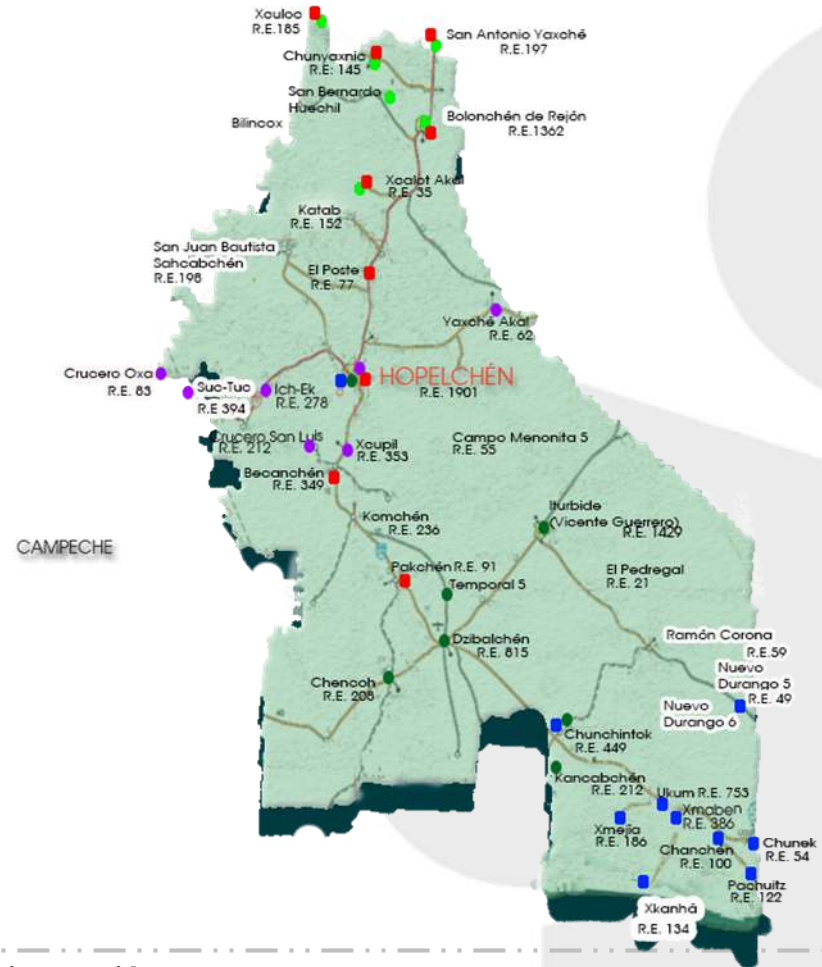 Xculoc
R.E.185
San Antonio Yaxché
R.E.197
Chunyaxnic
R.E: 145
San Bernardo
Huechil
Bilincox
Bolonchén de Rejón
R.E.1362
Xcalot Akal
R.E. 35
Katab
R.E. 152
San Juan Bautista
Sahcabchén
R.E.198
El Poste
R.E. 77
Yaxché Akal
R.E. 62
Crucero Oxa
R.E. 83
Suc-Tuc
R.E 394
Ich-Ek
R.E. 278
HOPELCHÉN
R.E. 1901
Crucero San Luis
R.E. 212
Xcupil
R.E. 353
Campo Menonita 5
R.E. 55
Becanchén
R.E. 349
Komchén
R.E. 236
Iturbide
(Vicente Guerrero)
R.E. 1429
CAMPECHE
Pakchén R.E. 91
Temporal 5
El Pedregal
R.E. 21
Dzibalchén
R.E. 815
Ramón Corona
R.E.59
Chencoh
R.E. 208
Nuevo
Durango 5
R.E. 49
Nuevo
Durango 6
Chunchintok
R.E. 449
Kancabchén
R.E. 212
Ukum R.E. 753
Xmaben
R.E. 386
Xmejía
R.E. 186
Chanchén
R.E. 100
Chunek
R.E. 54
Pachuitz
R.E. 122
Xkanhá
R.E. 134